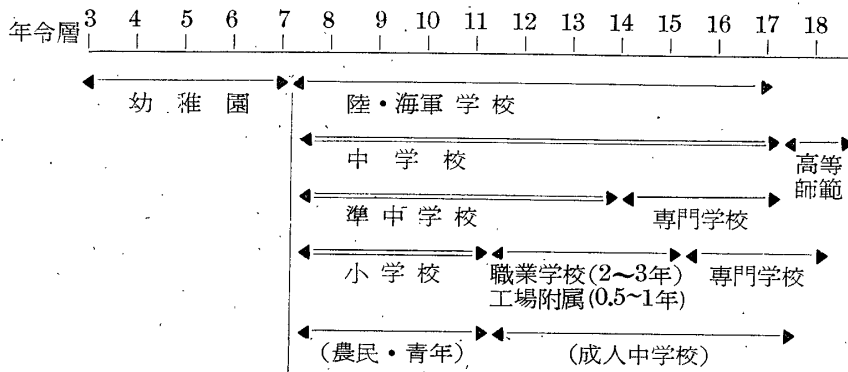 年令層 3 4 5 6 7 8 9 10 11 12 13 14 15 16 17 18
幼稚園 陸・海軍学校
中学校 高等
師範
準中学校 専門学校
小学校 職業学校(2〜3年) 専門学校
工場附属(0.5~1年)
(農民・青年) (成人中学校)